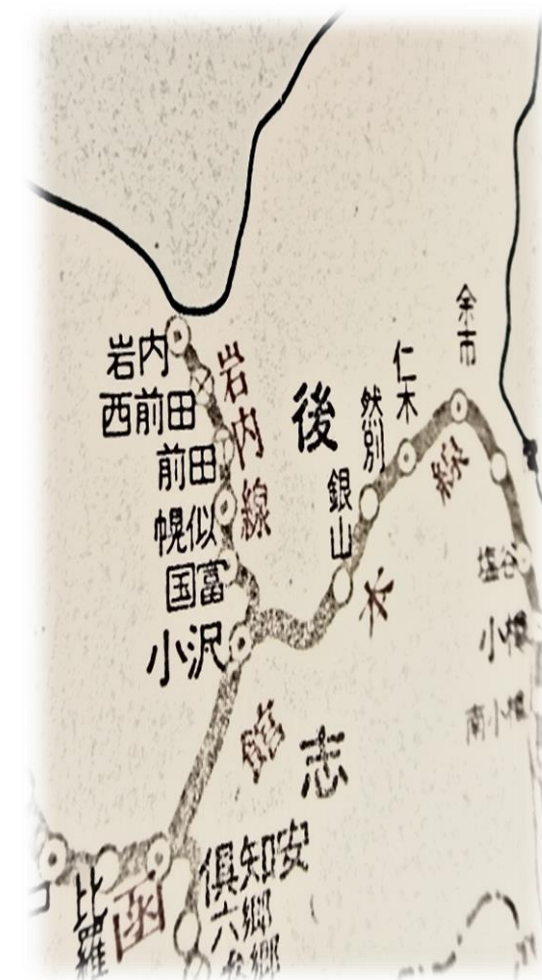 岩内
西前田
前田
幌似
国富
小沢
岩内線
後
志
銀山
然別
仁木
余市
線
本
館
函
塩谷
小樽
南小樽
倶知安
六郷
比羅